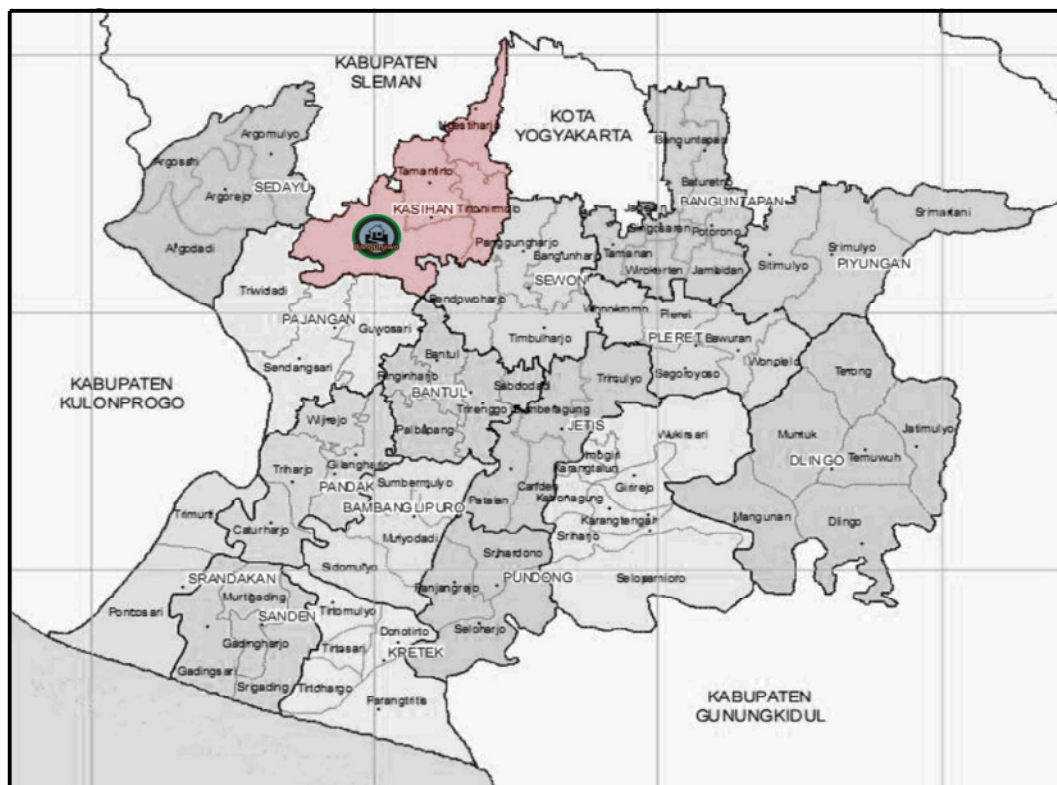 KABUPATEN
SLEMAN
KOTA
YOGYAKARTA
Ngestiharjo
Argomulyo
Argosari
Argorejo
SEDAYU
Argodadi
Tamantirto
KASIHAN
Tirtonirmolo
Banguntapan
Baturetno
BANGUNTAPAN
Singosaren
Potorono
Tamanan
Wirokerten
Jambidan
Srimartani
Srimulyo
PIYUNGAN
Sitimulyo
Panggungharjo
Bangunharjo
SEWON
Pendowoharjo
Timbulharjo
Triwidadi
PAJANGAN
Guwosari
Sendangsari
Wonokromo
Pleret
PLERET
Bawuran
Segoroyoso
Wonolelo
KABUPATEN
KULONPROGO
Bantul
Ringinharjo
BANTUL
Sabdodadi
Trirenggo
Palbapang
Trimulyo
Sumberagung
JETIS
Canden
Patalan
Terong
Muntuk
DLINGO
Temuwuh
Jatimulyo
Mangunan
Dlingo
Wukirsari
Imogiri
Karangtalun
Girirejo
Kebonagung
Karangtengah
Sriharjo
Selopamioro
Wijirejo
Gilangharjo
Triharjo
PANDAK
Caturharjo
Sumbermulyo
BAMBANGLIPURO
Mulyodadi
Sidomulyo
Trimurti
SRANDAKAN
Poncosari
Murtigading
SANDEN
Gadingharjo
Gadingsari
Srigading
Srihardono
PUNDONG
Panjangrejo
Seloharjo
Tirtomulyo
Donotirto
Tirtosari
KRETEK
Tirtohargo
Parangtritis
KABUPATEN
GUNUNGKIDUL